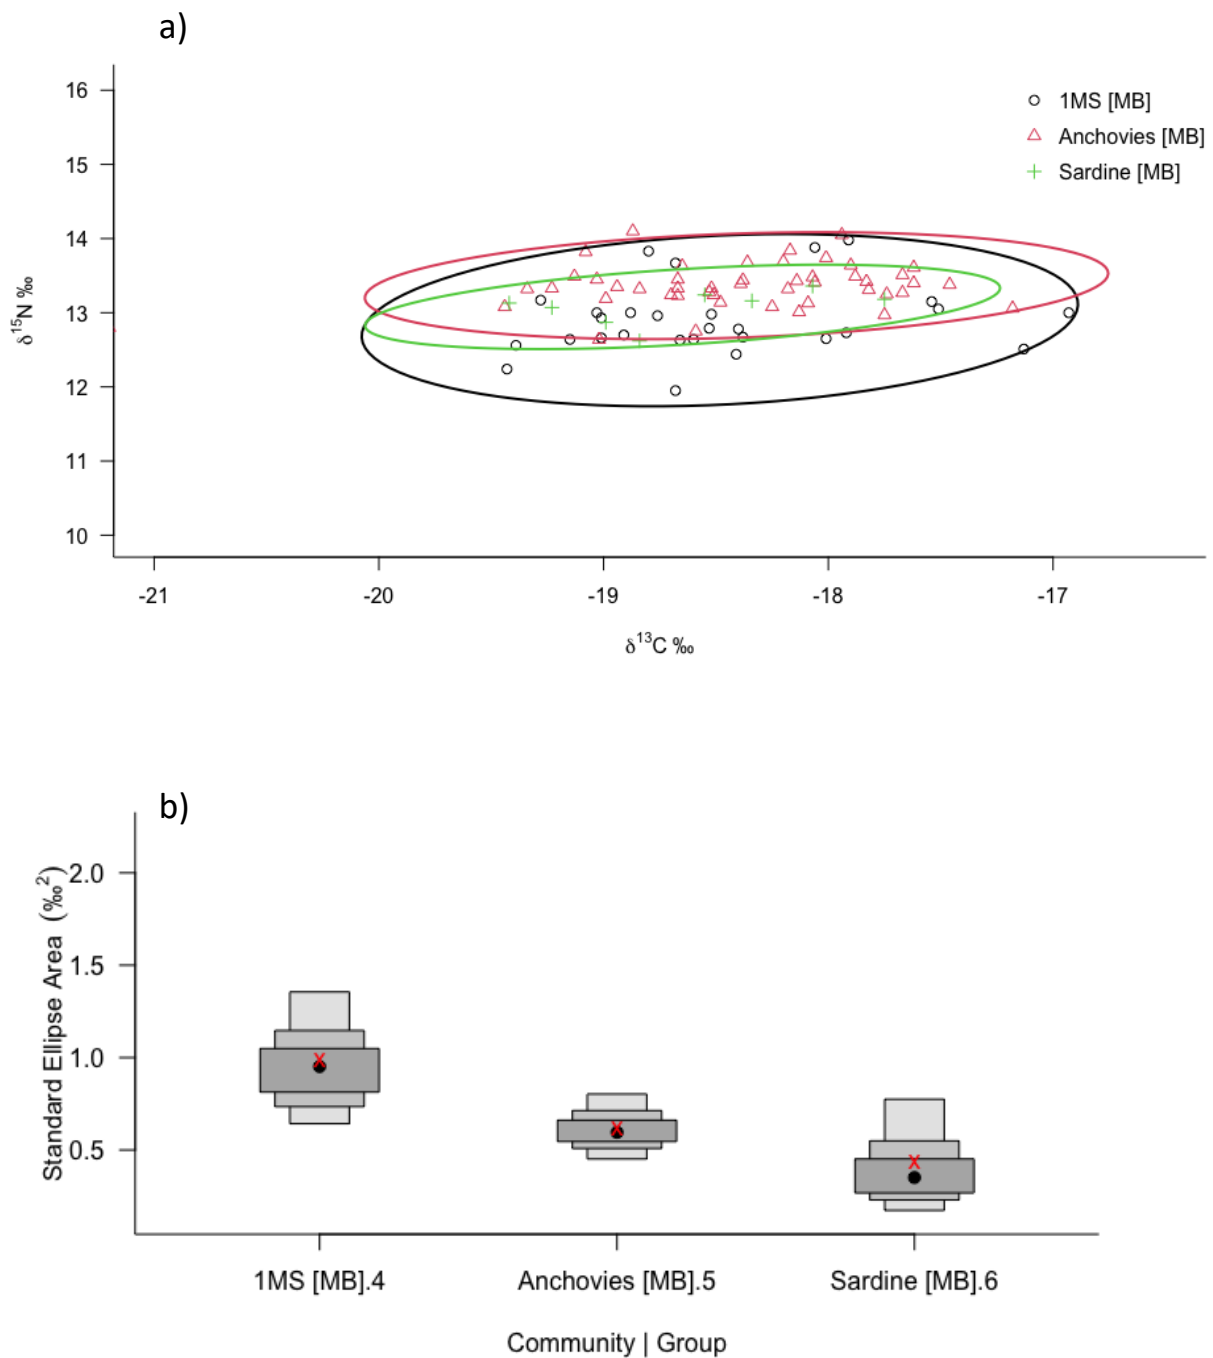 a)
16
15
14
13
12
11
10
δ15N ‰
1MS [MB]
Anchovies [MB]
Sardine [MB]
-21 -20 -19 -18 -17
δ13C ‰
b)
2.0
1.5
1.0
0.5
Standard Ellipse Area (‰2)
x x x
1MS [MB].4 Anchovies [MB].5 Sardine [MB].6
Community | Group